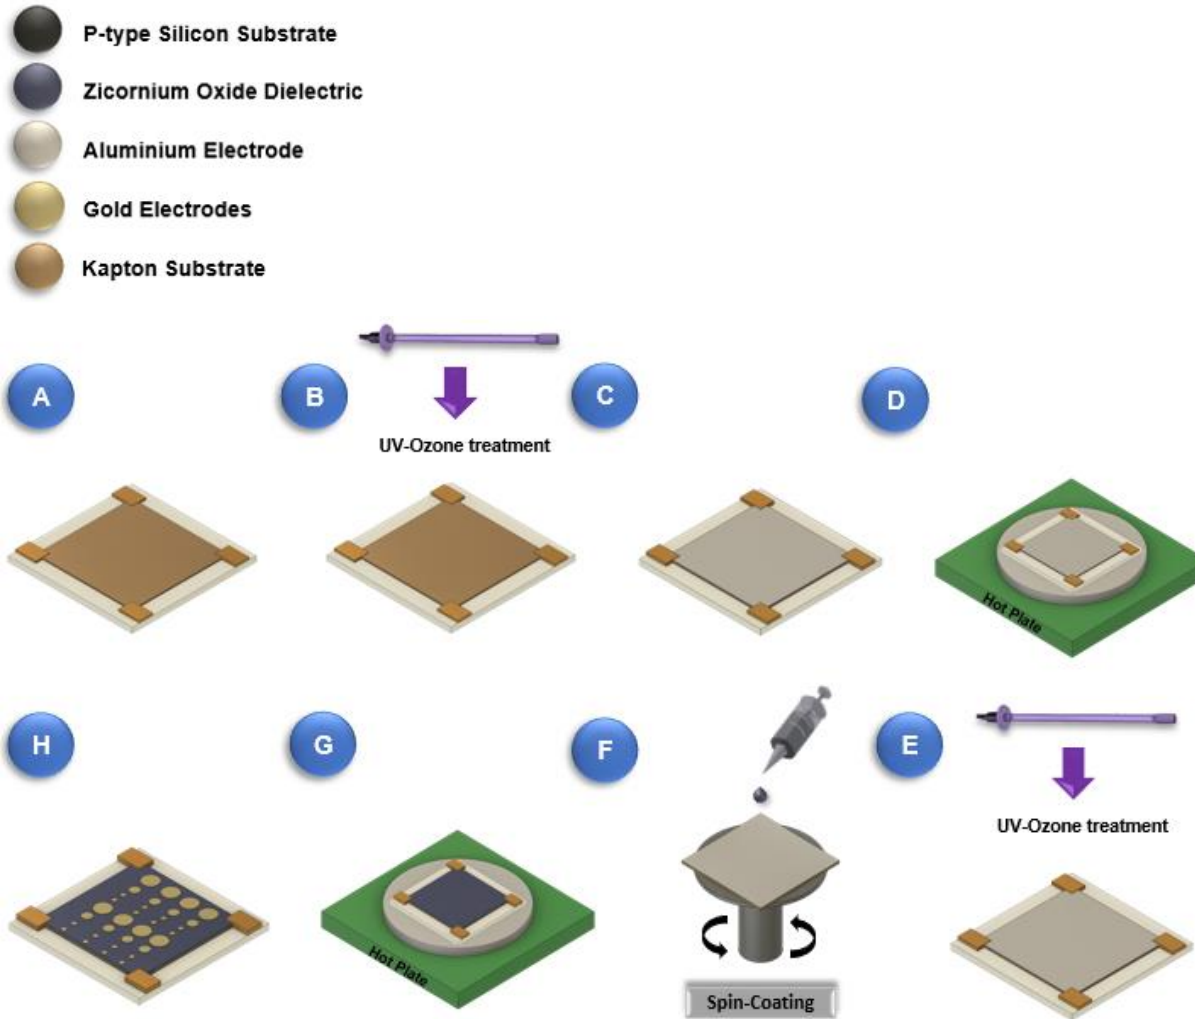 P-type Silicon Substrate
Zicornium Oxide Dielectric
Aluminium Electrode
Gold Electrodes
Kapton Substrate
A
B
C
D
UV-Ozone treatment
Hot Plate
H
G
F
E
UV-Ozone treatment
Hot Plate
Spin-Coating